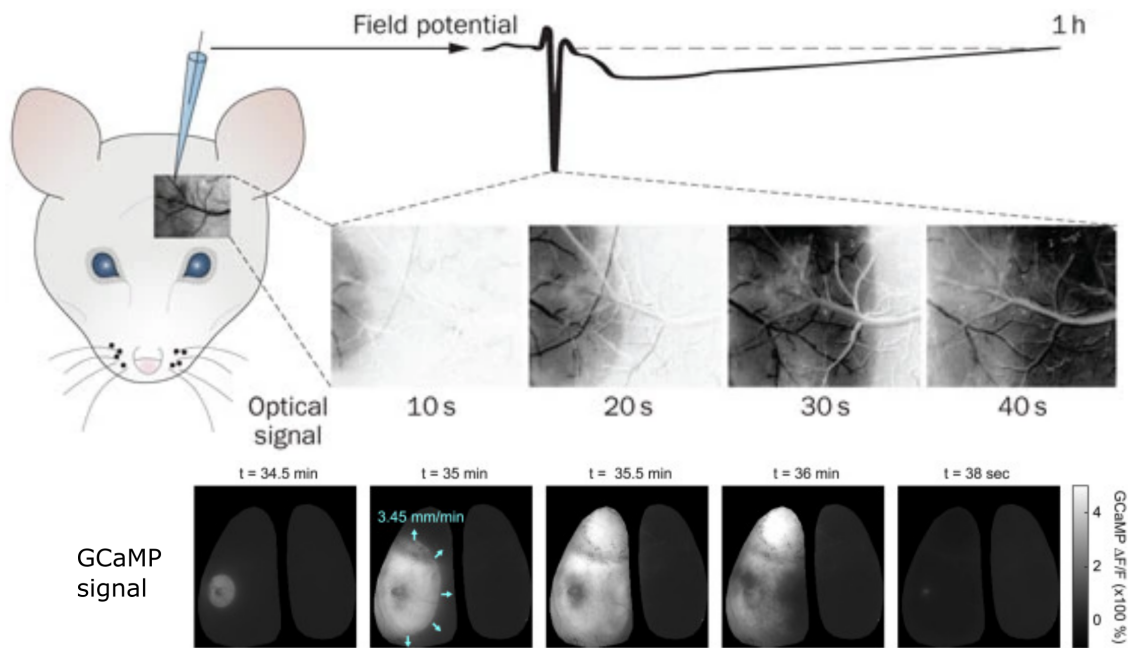 Field potential
1 h
Optical
signal
10 s
20 s
30 s
40 s
t = 34.5 min
t = 35 min
t = 35.5 min
t = 36 min
t = 38 sec
3.45 mm/min
GCaMP
signal
4
2
0
GCaMP ΔF/F (x100 %)